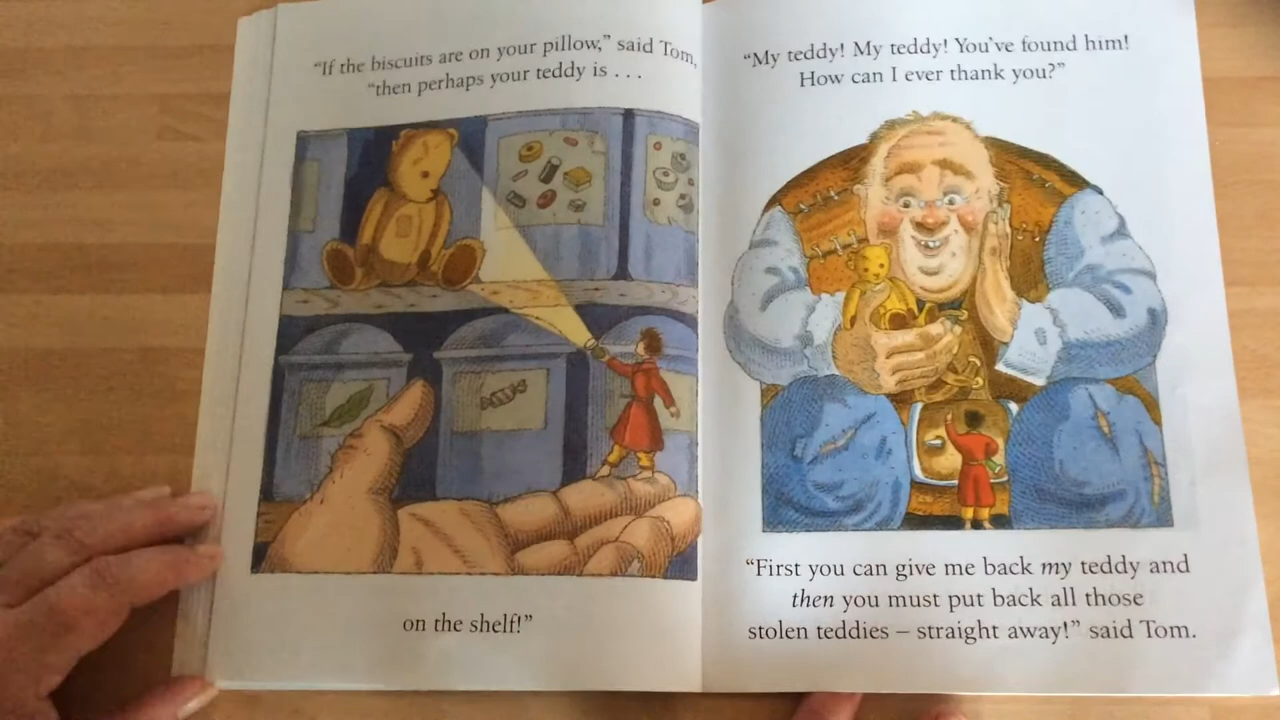 “If the biscuits are on your pillow,” said Tom,
“then perhaps your teddy is . . .
on the shelf!”
“My teddy! My teddy! You’ve found him!
How can I ever thank you?”
“First you can give me back my teddy and
then you must put back all those
stolen teddies – straight away!” said Tom.